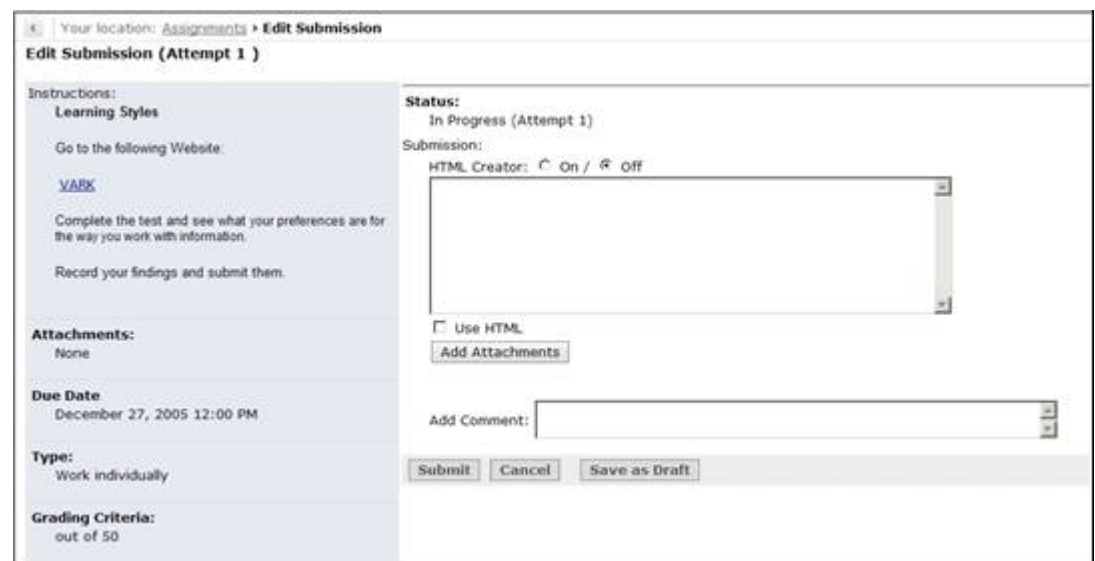 Your location: Assignments › Edit Submission
Edit Submission (Attempt 1 )
Instructions:
Learning Styles
Go to the following Website:
VARK
Complete the test and see what your preferences are for
the way you work with information.
Record your findings and submit them.
Attachments:
None
Due Date
December 27, 2005 12:00 PM
Type:
Work individually
Grading Criteria:
out of 50
Status:
In Progress (Attempt 1)
Submission:
HTML Creator: On / Off
Use HTML
Add Attachments
Add Comment:
Submit Cancel Save as Draft